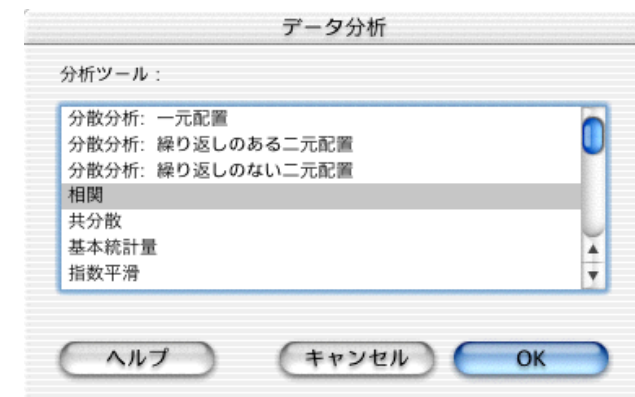 データ分析
分析ツール：
分散分析: 一元配置
分散分析: 繰り返しのある二元配置
分散分析: 繰り返しのない二元配置
相関
共分散
基本統計量
指数平滑
ヘルプ キャンセル OK